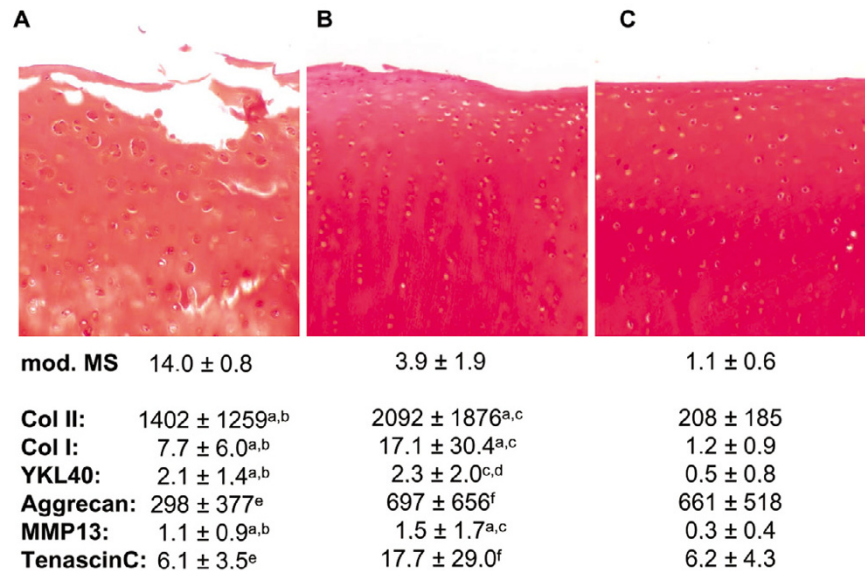 A B C
mod. MS 14.0 ± 0.8 3.9 ± 1.9 1.1 ± 0.6
Col II: 1402 ± 1259a,b 2092 ± 1876a,c 208 ± 185
Col I: 7.7 ± 6.0a,b 17.1 ± 30.4a,c 1.2 ± 0.9
YKL40: 2.1 ± 1.4a,b 2.3 ± 2.0c,d 0.5 ± 0.8
Aggrecan: 298 ± 377e 697 ± 656f 661 ± 518
MMP13: 1.1 ± 0.9a,b 1.5 ± 1.7a,c 0.3 ± 0.4
TenascinC: 6.1 ± 3.5e 17.7 ± 29.0f 6.2 ± 4.3